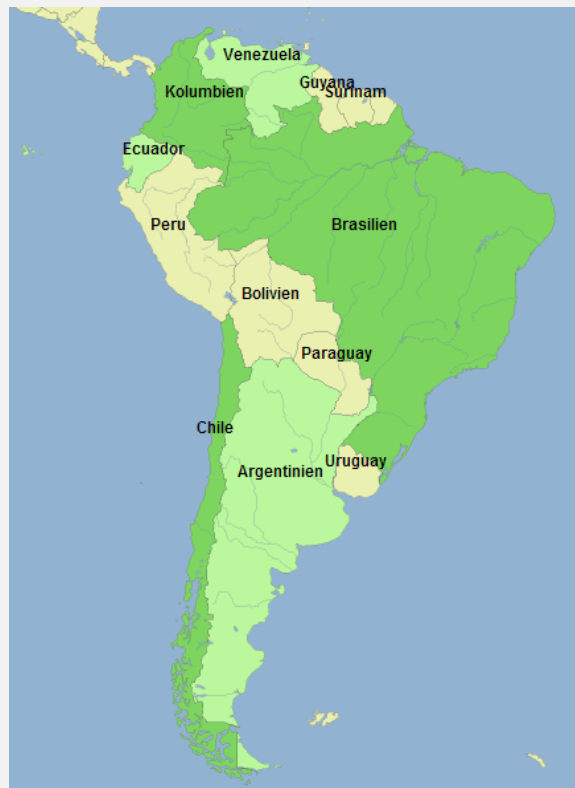 Venezuela
Guyana
Kolumbien
Surinam
Ecuador
Peru
Brasilien
Bolivien
Paraguay
Chile
Uruguay
Argentinien